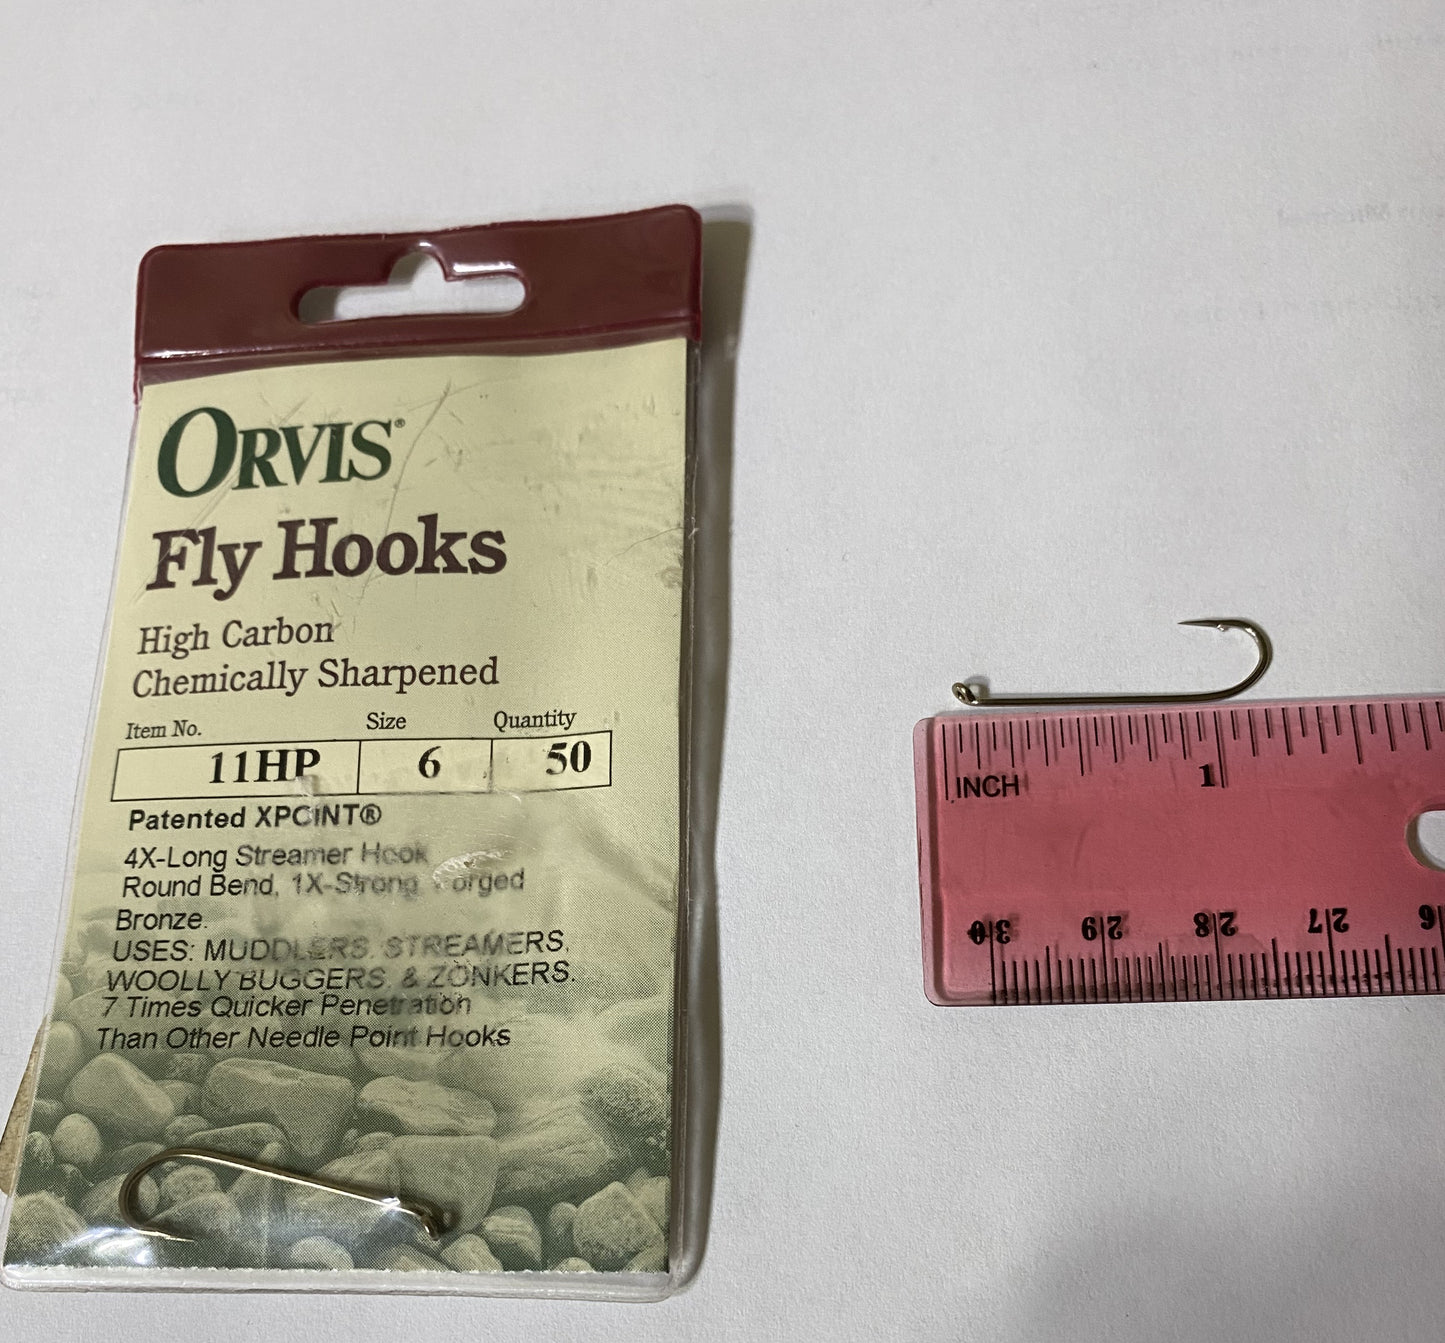 ORVIS®
Fly Hooks
High Carbon
Chemically Sharpened
Item No. Size Quantity
11HP 6 50
Patented XPOINT®
4X-Long Streamer Hook
Round Bend, 1X-Strong, Forged
Bronze.
USES: MUDDLERS, STREAMERS,
WOOLLY BUGGERS, & ZONKERS.
7 Times Quicker Penetration
Than Other Needle Point Hooks
INCH 1
30 29 28 27